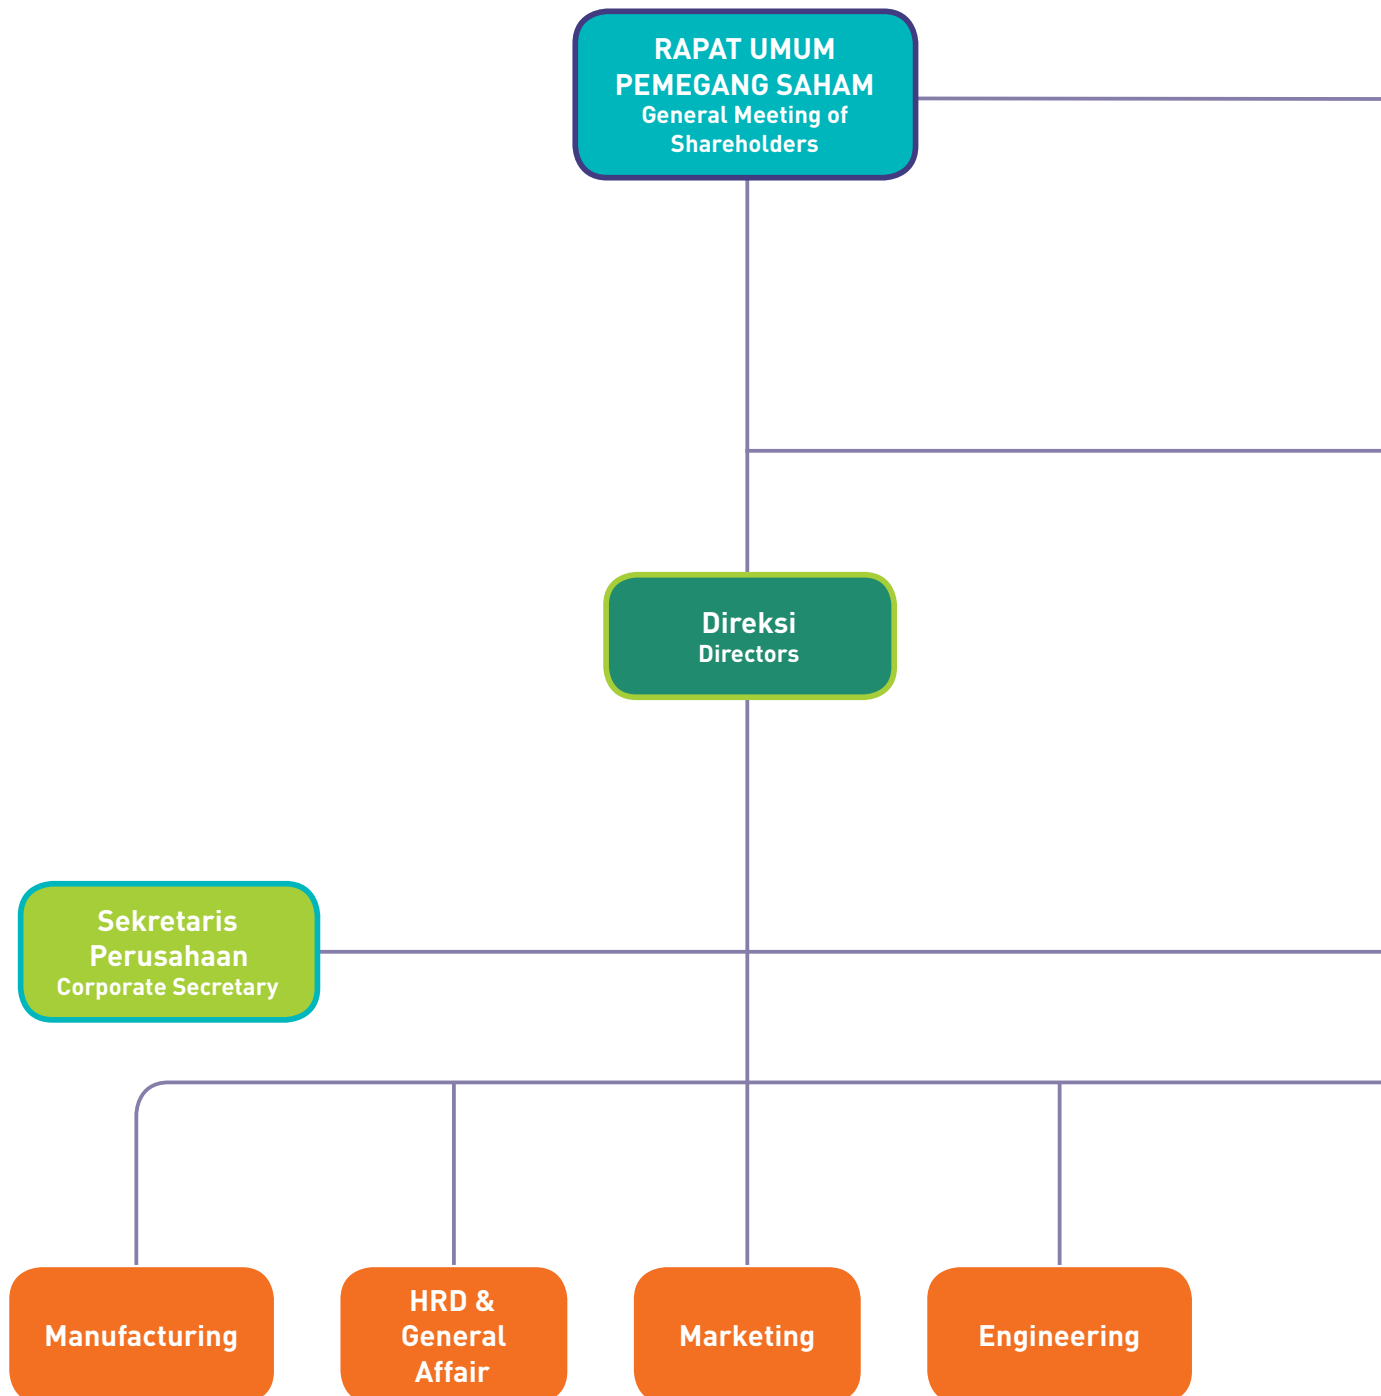 RAPAT UMUM
PEMEGANG SAHAM
General Meeting of
Shareholders
Direksi
Directors
Sekretaris
Perusahaan
Corporate Secretary
Manufacturing
HRD &
General
Affair
Marketing
Engineering